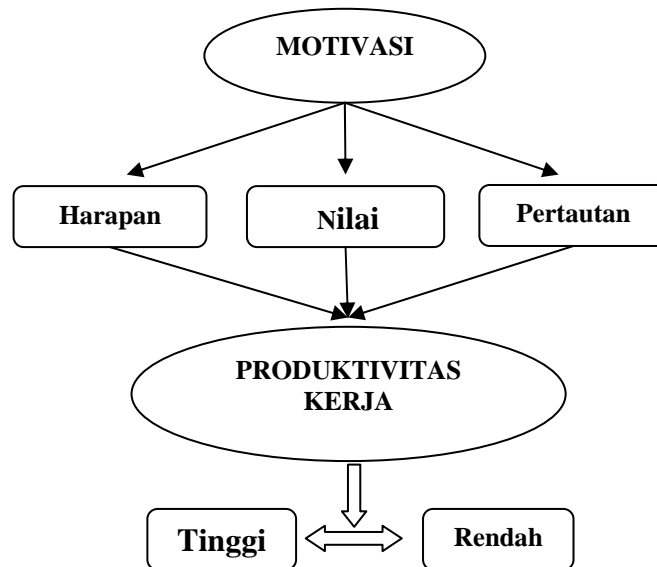 MOTIVASI
Harapan
Nilai
Pertautan
PRODUKTIVITAS
KERJA
Tinggi
Rendah